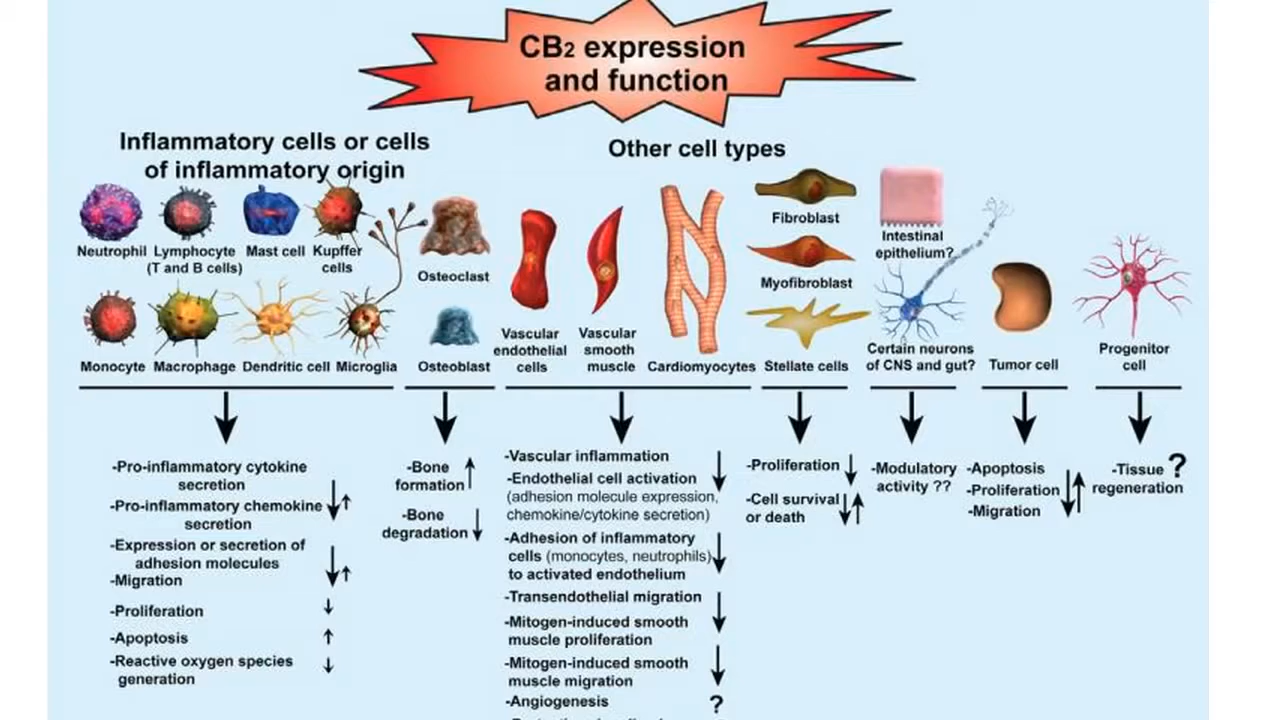 CB2 expression
and function
Inflammatory cells or cells
of inflammatory origin
Other cell types
Neutrophil
Lymphocyte
(T and B cells)
Mast cell
Kupffer
cells
Monocyte
Macrophage
Dendritic cell
Microglia
Osteoclast
Osteoblast
Vascular
endothelial
cells
Vascular
smooth
muscle
Cardiomyocytes
Fibroblast
Myofibroblast
Stellate cells
Intestinal
epithelium?
Certain neurons
of CNS and gut?
Tumor cell
Progenitor
cell
-Pro-inflammatory cytokine
secretion
-Pro-inflammatory chemokine
secretion
-Expression or secretion of
adhesion molecules
-Migration
-Proliferation
-Apoptosis
-Reactive oxygen species
generation
-Bone
formation
-Bone
degradation
-Vascular inflammation
-Endothelial cell activation
(adhesion molecule expression,
chemokine/cytokine secretion)
-Adhesion of inflammatory
cells (monocytes, neutrophils)
to activated endothelium
-Transendothelial migration
-Mitogen-induced smooth
muscle proliferation
-Mitogen-induced smooth
muscle migration
-Angiogenesis ?
-Proliferation
-Cell survival
or death
-Modulatory
activity ??
-Apoptosis
-Proliferation
-Migration
-Tissue ?
regeneration